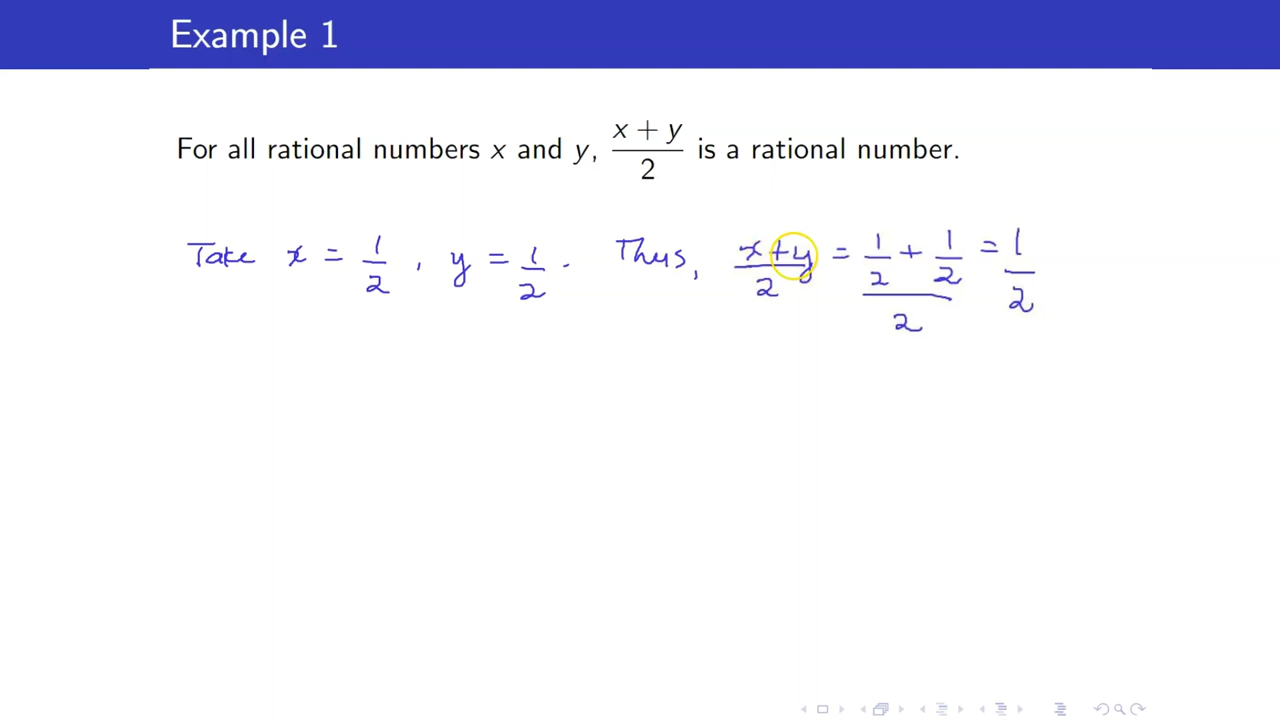 Example 1
For all rational numbers x and y, (x + y)/2 is a rational number.
Take x = 1/2 , y = 1/2 . Thus, (x+y)/2 = (1/2 + 1/2)/2 = 1/2